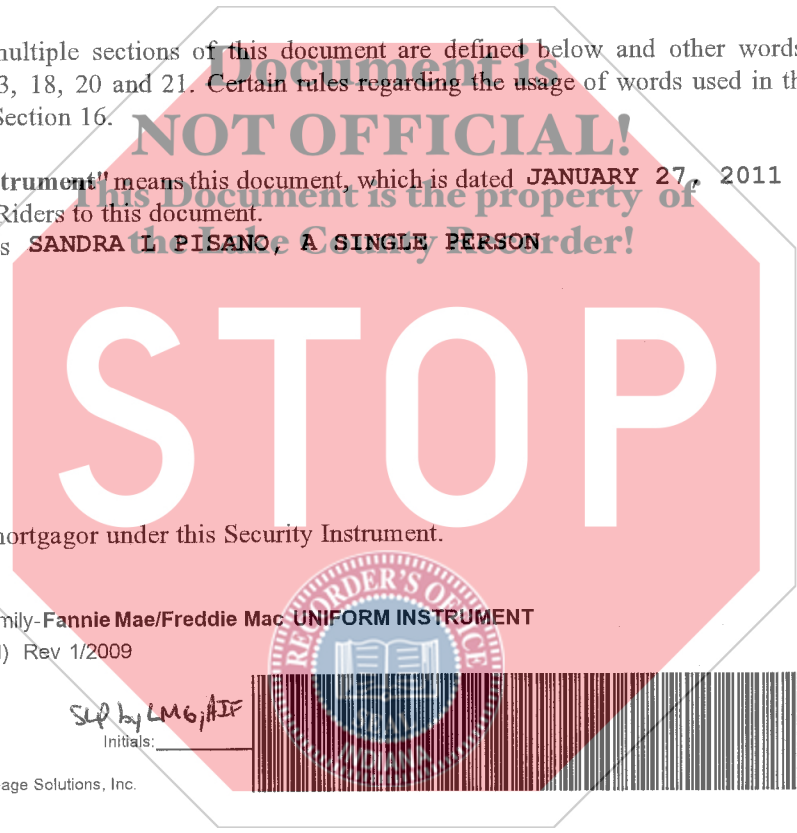 multiple sections of this document are defined below and other words
Document is
3, 18, 20 and 21. Certain rules regarding the usage of words used in th
Section 16.
NOT OFFICIAL!
trument" means this document, which is dated JANUARY 27, 2011
This Document is the property of
Riders to this document.
s SANDRA L PISANO, A SINGLE PERSON
the Lake County Recorder!
STOP
mortgagor under this Security Instrument.
RECORDER'S OFFICE
mily-Fannie Mae/Freddie Mac UNIFORM INSTRUMENT
) Rev 1/2009
SLP by LMG, AIF
Initials:
SEAL
INDIANA
age Solutions, Inc.